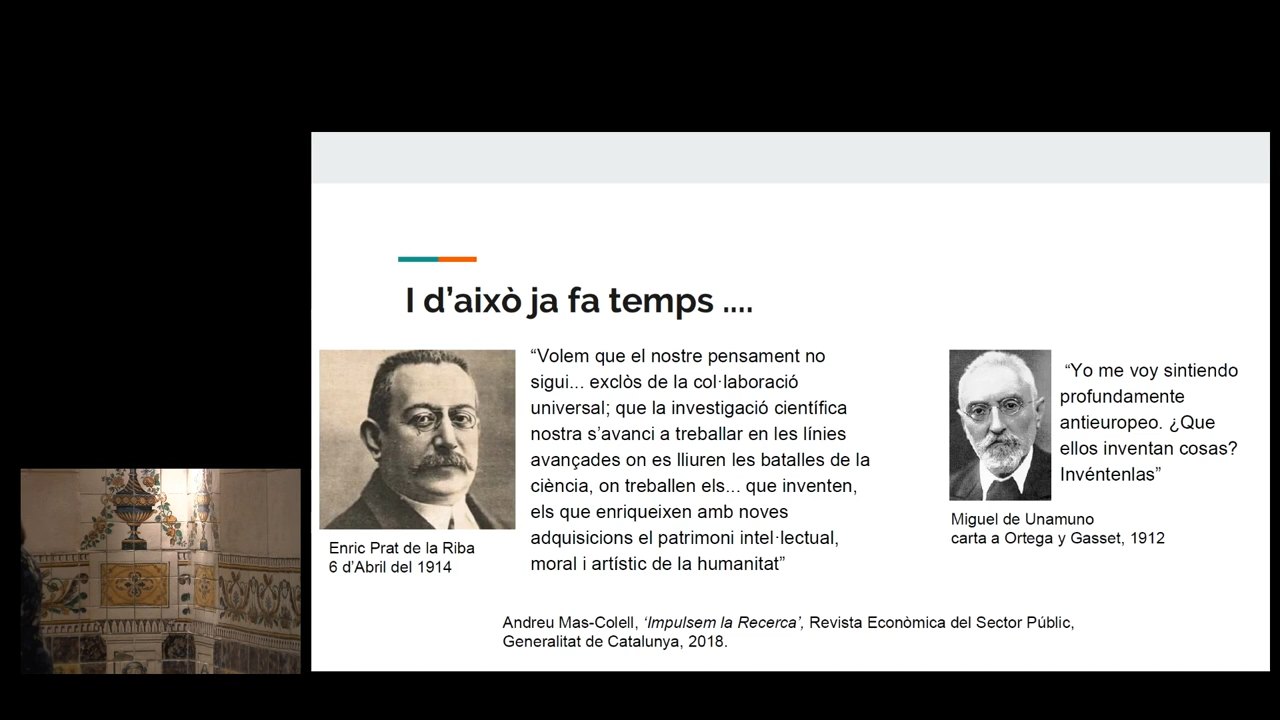 I d’això ja fa temps ....
“Volem que el nostre pensament no
sigui... exclòs de la col·laboració
universal; que la investigació científica
nostra s’avanci a treballar en les línies
avançades on es lliuren les batalles de la
ciència, on treballen els... que inventen,
els que enriqueixen amb noves
adquisicions el patrimoni intel·lectual,
moral i artístic de la humanitat”
Enric Prat de la Riba
6 d’Abril del 1914
“Yo me voy sintiendo
profundamente
antieuropeo. ¿Que
ellos inventan cosas?
Invéntenlas”
Miguel de Unamuno
carta a Ortega y Gasset, 1912
Andreu Mas-Colell, ‘Impulsem la Recerca’, Revista Econòmica del Sector Públic,
Generalitat de Catalunya, 2018.